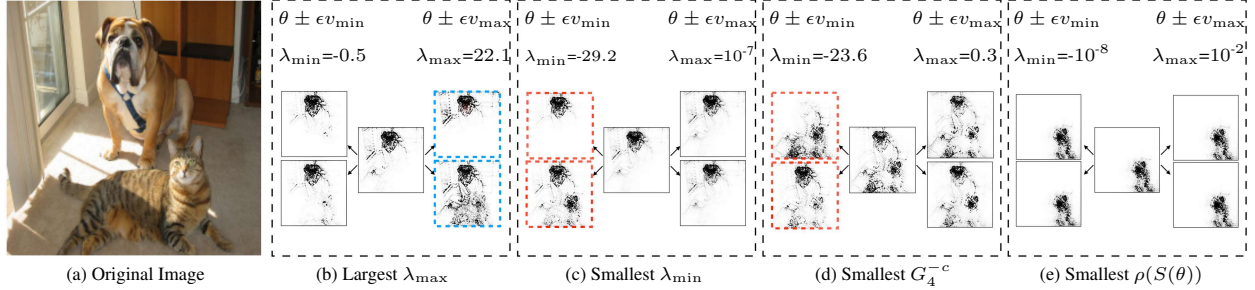 θ ± ϵv_min θ ± ϵv_max
λ_min=-0.5 λ_max=22.1
θ ± ϵv_min θ ± ϵv_max
λ_min=-29.2 λ_max=10^-7
θ ± ϵv_min θ ± ϵv_max
λ_min=-23.6 λ_max=0.3
θ ± ϵv_min θ ± ϵv_max
λ_min=-10^-8 λ_max=10^-2
(a) Original Image
(b) Largest λ_max
(c) Smallest λ_min
(d) Smallest G_4^-c
(e) Smallest ρ(S(θ))